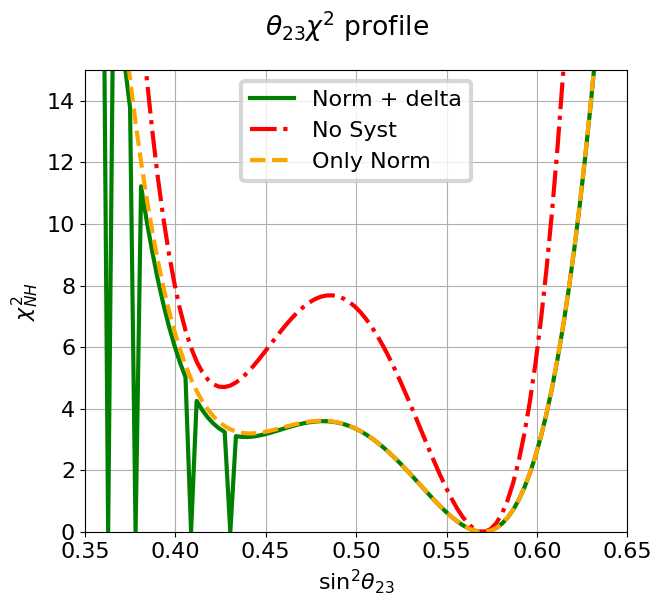 θ₂₃χ² profile
Norm + delta
No Syst
Only Norm
χ²_NH
14
12
10
8
6
4
2
0
0.35 0.40 0.45 0.50 0.55 0.60 0.65
sin²θ₂₃